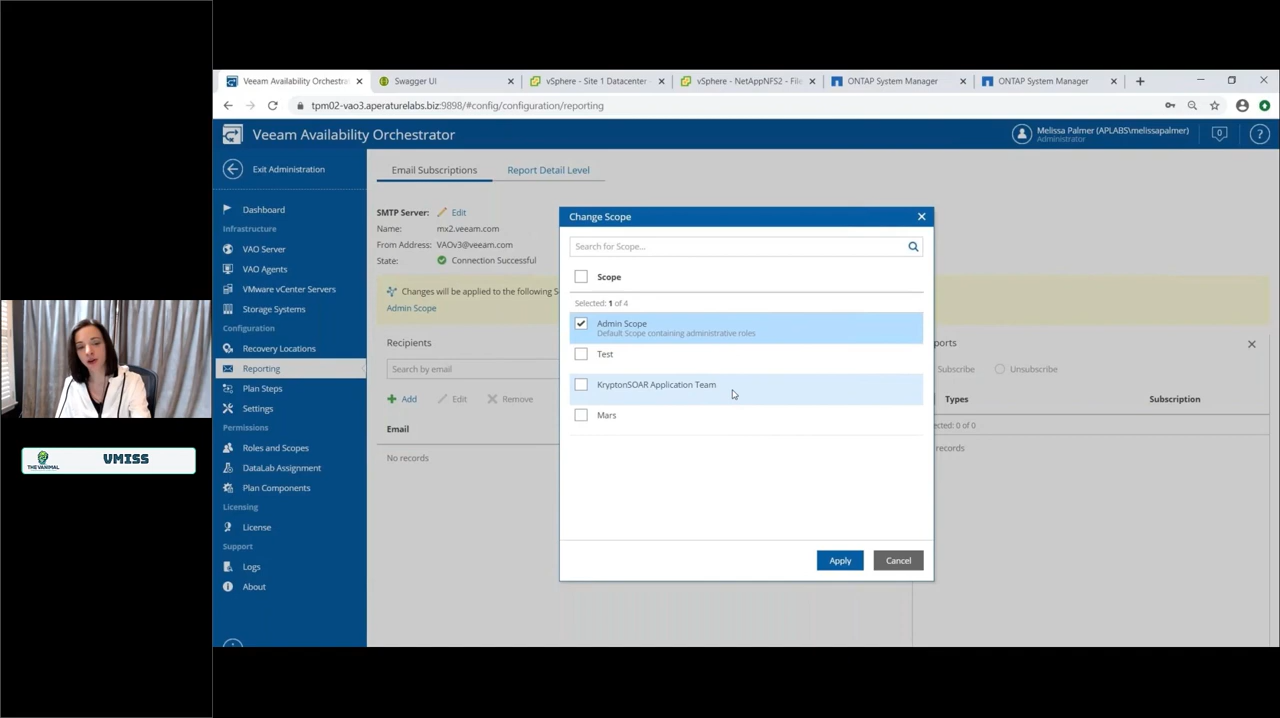 Veeam Availability Orchestra
Swagger UI
vSphere - Site 1 Datacenter
vSphere - NetAppNFS2 - File
ONTAP System Manager
ONTAP System Manager
tpm02-vao3.aperaturelabs.biz:9898/#config/configuration/reporting
Veeam Availability Orchestrator
Melissa Palmer (APLABS\melissapalmer)
Administrator
0
?
Exit Administration
Dashboard
Infrastructure
VAO Server
VAO Agents
VMware vCenter Servers
Storage Systems
Configuration
Recovery Locations
Reporting
Plan Steps
Settings
Permissions
Roles and Scopes
DataLab Assignment
Plan Components
Licensing
License
Support
Logs
About
Email Subscriptions
Report Detail Level
SMTP Server: Edit
Name: mx2.veeam.com
From Address: VAOv3@veeam.com
State: Connection Successful
Changes will be applied to the following S
Admin Scope
Recipients
Search by email
Add Edit Remove
Email
No records
Change Scope
Search for Scope...
Scope
Selected: 1 of 4
Admin Scope
Default Scope containing administrative roles
Test
KryptonSOAR Application Team
Mars
Apply
Cancel
ports
Subscribe Unsubscribe
Types Subscription
ected: 0 of 0
records
THE VANIMAL
VMISS